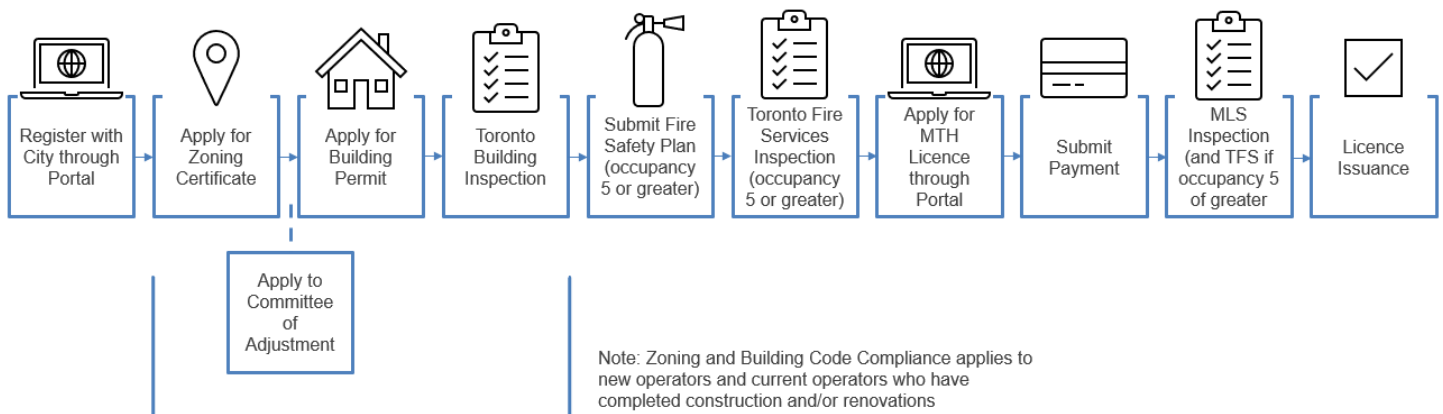 Register with
City through
Portal
Apply for
Zoning
Certificate
Apply for
Building
Permit
Toronto
Building
Inspection
Submit Fire
Safety Plan
(occupancy
5 or greater)
Toronto Fire
Services
Inspection
(occupancy
5 or greater)
Apply for
MTH
Licence
through
Portal
Submit
Payment
MLS
Inspection
(and TFS if
occupancy 5
of greater
Licence
Issuance
Apply to
Committee
of
Adjustment
Note: Zoning and Building Code Compliance applies to
new operators and current operators who have
completed construction and/or renovations